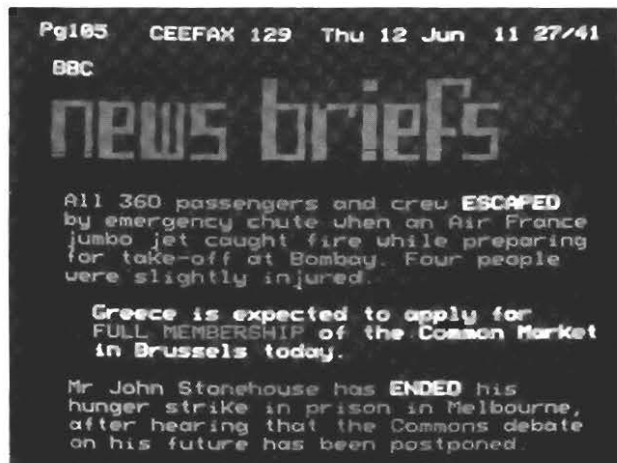 Pg105 CEEFAX 129 Thu 12 Jun 11 27/41
BBC
news briefs
All 360 passengers and crew ESCAPED
by emergency chute when an Air France
jumbo jet caught fire while preparing
for take-off at Bombay. Four people
were slightly injured.
Greece is expected to apply for
FULL MEMBERSHIP of the Common Market
in Brussels today.
Mr John Stonehouse has ENDED his
hunger strike in prison in Melbourne,
after hearing that the Commons debate
on his future has been postponed.